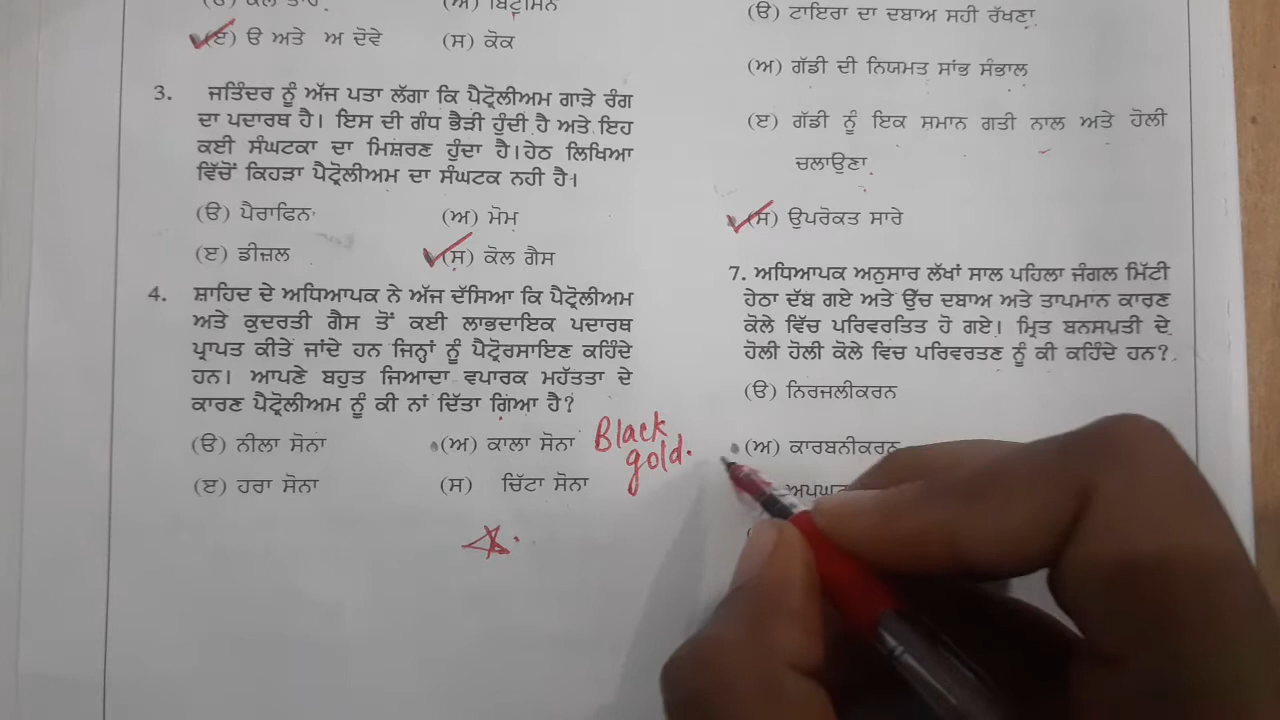 (ੲ) ੳ ਅਤੇ ਅ ਦੋਵੇ (ਸ) ਕੋਕ
3. ਜਤਿੰਦਰ ਨੂੰ ਅੱਜ ਪਤਾ ਲੱਗਾ ਕਿ ਪੈਟ੍ਰੋਲੀਅਮ ਗਾੜੇ ਰੰਗ
ਦਾ ਪਦਾਰਥ ਹੈ। ਇਸ ਦੀ ਗੰਧ ਭੈੜੀ ਹੁੰਦੀ ਹੈ ਅਤੇ ਇਹ
ਕਈ ਸੰਘਟਕਾ ਦਾ ਮਿਸ਼ਰਣ ਹੁੰਦਾ ਹੈ।ਹੇਠ ਲਿਖਿਆ
ਵਿੱਚੋਂ ਕਿਹੜਾ ਪੈਟ੍ਰੋਲੀਅਮ ਦਾ ਸੰਘਟਕ ਨਹੀ ਹੈ।
(ੳ) ਪੈਰਾਫਿਨ (ਅ) ਮੋਮ
(ੲ) ਡੀਜ਼ਲ (ਸ) ਕੋਲ ਗੈਸ
4. ਸ਼ਾਹਿਦ ਦੇ ਅਧਿਆਪਕ ਨੇ ਅੱਜ ਦੱਸਿਆ ਕਿ ਪੈਟ੍ਰੋਲੀਅਮ
ਅਤੇ ਕੁਦਰਤੀ ਗੈਸ ਤੋਂ ਕਈ ਲਾਭਦਾਇਕ ਪਦਾਰਥ
ਪ੍ਰਾਪਤ ਕੀਤੇ ਜਾਂਦੇ ਹਨ ਜਿਨ੍ਹਾਂ ਨੂੰ ਪੈਟ੍ਰੋਰਸਾਇਣ ਕਹਿੰਦੇ
ਹਨ। ਆਪਣੇ ਬਹੁਤ ਜਿਆਦਾ ਵਪਾਰਕ ਮਹੱਤਤਾ ਦੇ
ਕਾਰਣ ਪੈਟ੍ਰੋਲੀਅਮ ਨੂੰ ਕੀ ਨਾਂ ਦਿੱਤਾ ਗਿਆ ਹੈ?
(ੳ) ਨੀਲਾ ਸੋਨਾ (ਅ) ਕਾਲਾ ਸੋਨਾ Black
gold.
(ੲ) ਹਰਾ ਸੋਨਾ (ਸ) ਚਿੱਟਾ ਸੋਨਾ
(ੳ) ਟਾਇਰਾ ਦਾ ਦਬਾਅ ਸਹੀ ਰੱਖਣਾ
(ਅ) ਗੱਡੀ ਦੀ ਨਿਯਮਤ ਸਾਂਭ ਸੰਭਾਲ
(ੲ) ਗੱਡੀ ਨੂੰ ਇਕ ਸਮਾਨ ਗਤੀ ਨਾਲ ਅਤੇ ਹੋਲੀ
ਚਲਾਉਣਾ
(ਸ) ਉਪਰੋਕਤ ਸਾਰੇ
7. ਅਧਿਆਪਕ ਅਨੁਸਾਰ ਲੱਖਾਂ ਸਾਲ ਪਹਿਲਾ ਜੰਗਲ ਮਿੱਟੀ
ਹੇਠਾ ਦੱਬ ਗਏ ਅਤੇ ਉੱਚ ਦਬਾਅ ਅਤੇ ਤਾਪਮਾਨ ਕਾਰਣ
ਕੋਲੇ ਵਿੱਚ ਪਰਿਵਰਤਿਤ ਹੋ ਗਏ। ਮ੍ਰਿਤ ਬਨਸਪਤੀ ਦੇ
ਹੋਲੀ ਹੋਲੀ ਕੋਲੇ ਵਿਚ ਪਰਿਵਰਤਣ ਨੂੰ ਕੀ ਕਹਿੰਦੇ ਹਨ?
(ੳ) ਨਿਰਜਲੀਕਰਨ
(ਅ) ਕਾਰਬਨੀਕਰਨ